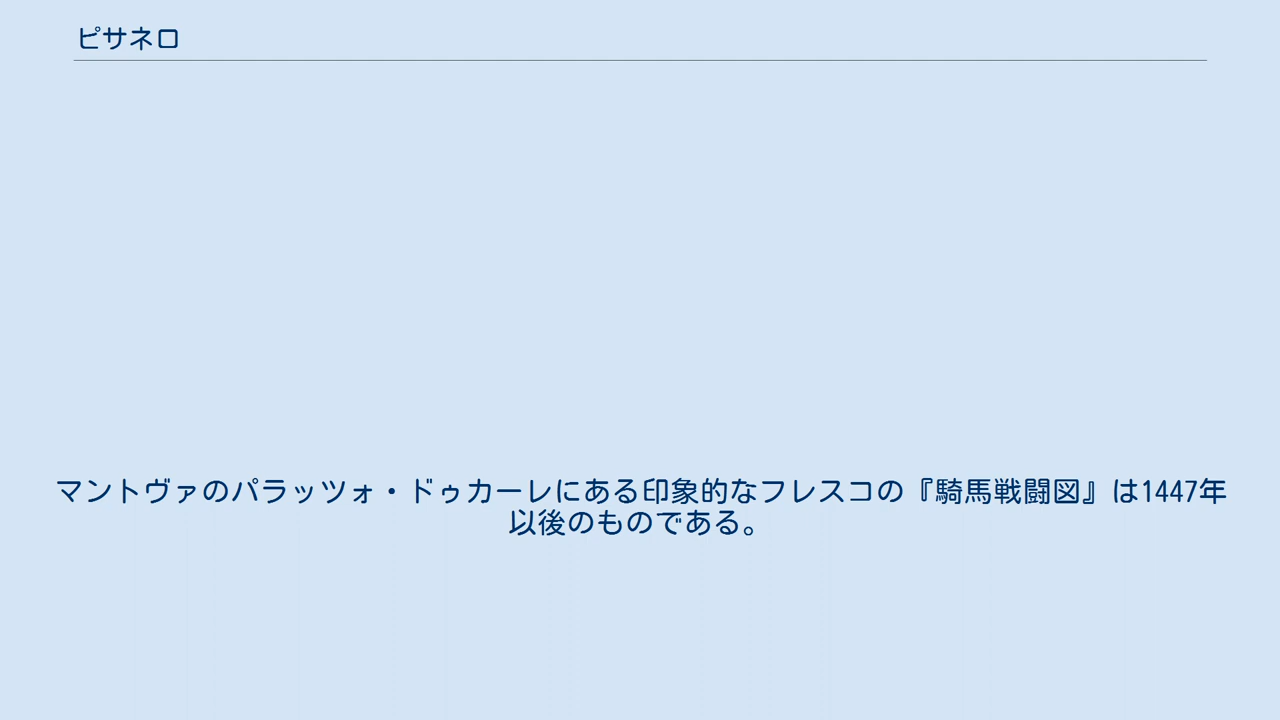 ピサネロ
マントヴァのパラッツォ・ドゥカーレにある印象的なフレスコの『騎馬戦闘図』は1447年
以後のものである。